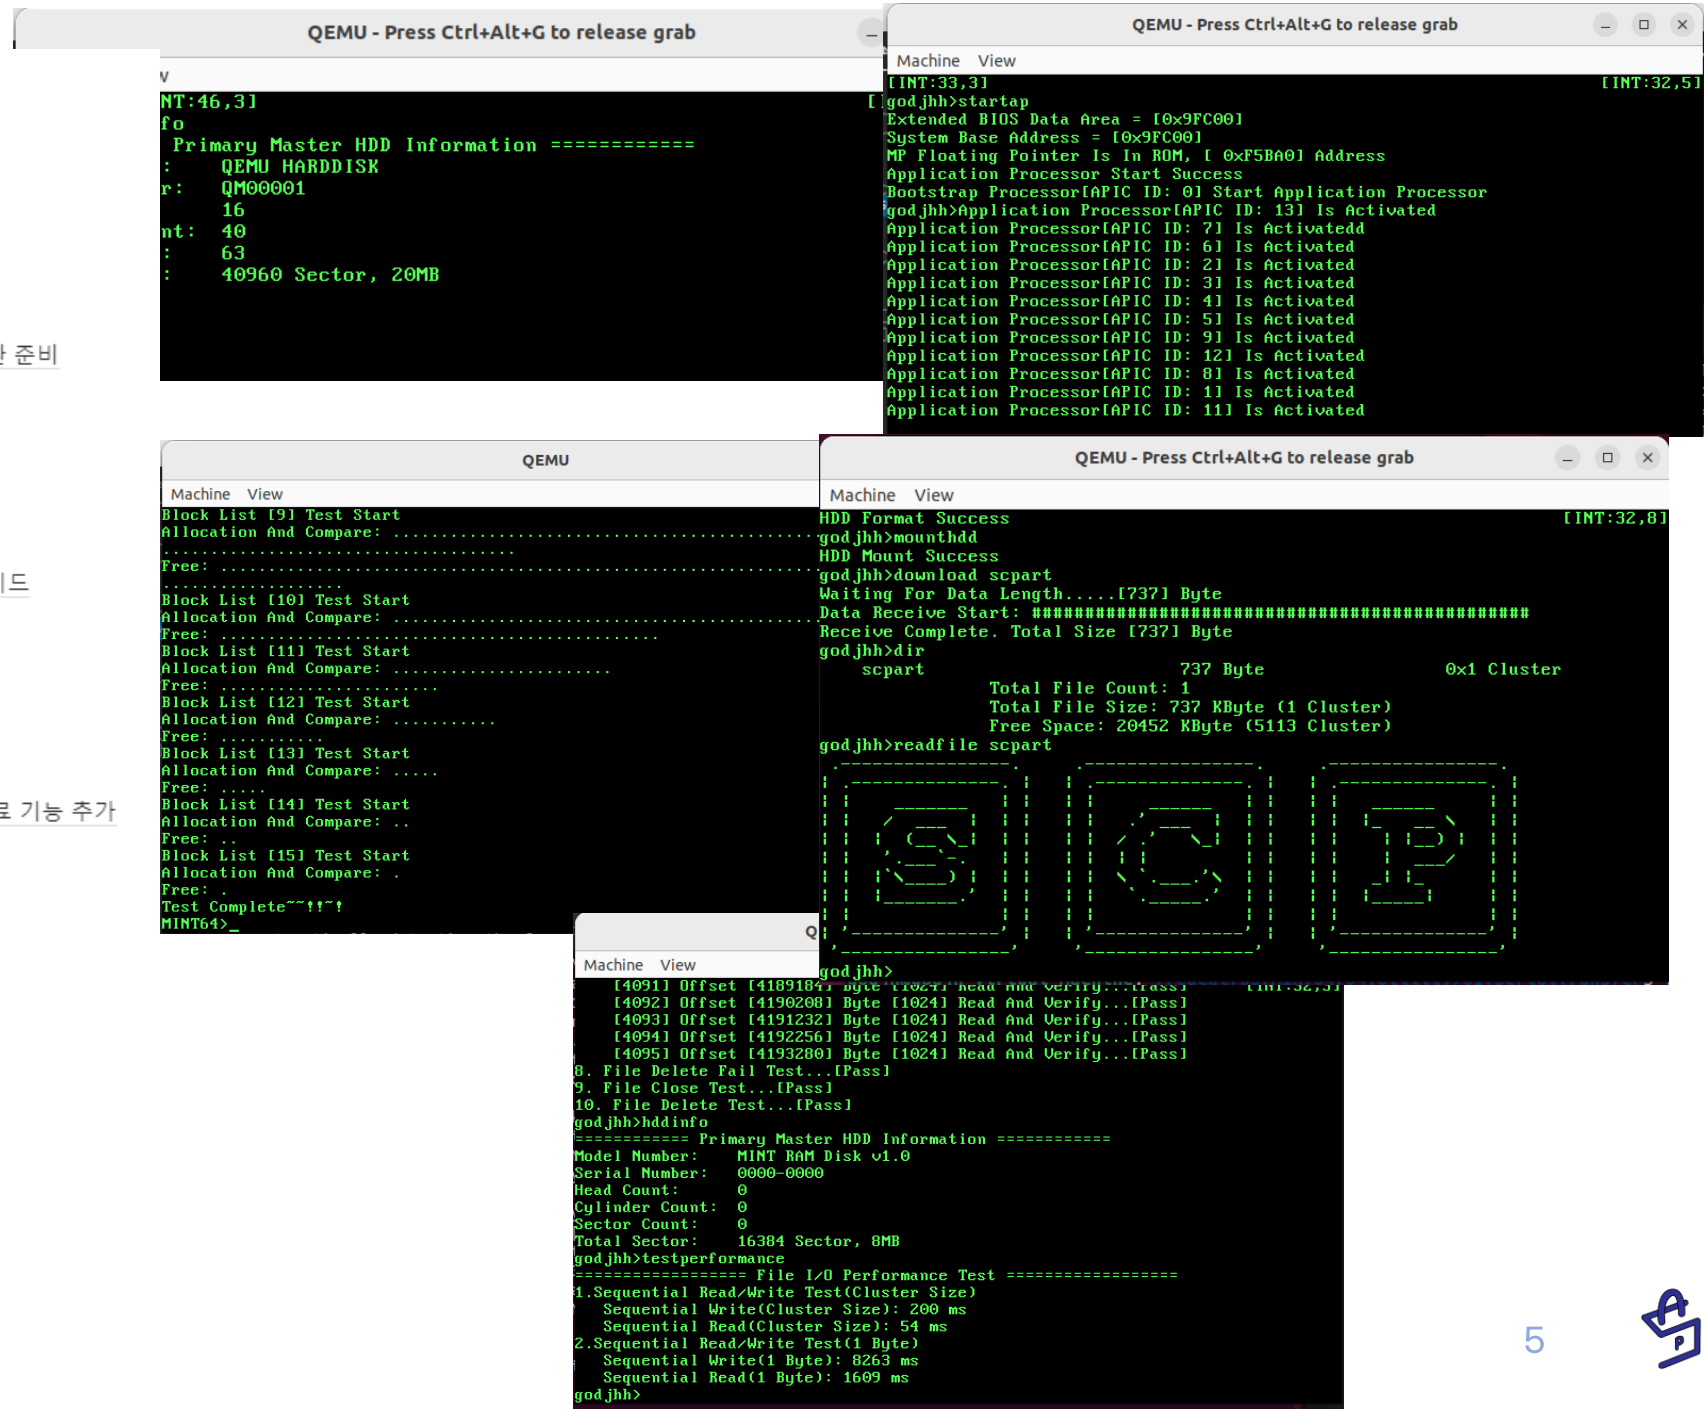 QEMU - Press Ctrl+Alt+G to release grab
NT:46,3]
fo
Primary Master HDD Information ============
: QEMU HARDDISK
r: QM00001
16
nt: 40
: 63
: 40960 Sector, 20MB
QEMU - Press Ctrl+Alt+G to release grab
Machine View
[INT:33,3] [INT:32,5]
godjhh>startap
Extended BIOS Data Area = [0x9FC00]
System Base Address = [0x9FC00]
MP Floating Pointer Is In ROM, [ 0xF5BA0] Address
Application Processor Start Success
Bootstrap Processor[APIC ID: 0] Start Application Processor
godjhh>Application Processor[APIC ID: 13] Is Activated
Application Processor[APIC ID: 7] Is Activatedd
Application Processor[APIC ID: 6] Is Activated
Application Processor[APIC ID: 2] Is Activated
Application Processor[APIC ID: 3] Is Activated
Application Processor[APIC ID: 4] Is Activated
Application Processor[APIC ID: 5] Is Activated
Application Processor[APIC ID: 9] Is Activated
Application Processor[APIC ID: 12] Is Activated
Application Processor[APIC ID: 8] Is Activated
Application Processor[APIC ID: 1] Is Activated
Application Processor[APIC ID: 11] Is Activated
준비
드
기능 추가
QEMU
Machine View
Block List [9] Test Start
Allocation And Compare: ............................................
.....................................
Free: ..............................................................
...................
Block List [10] Test Start
Allocation And Compare: ............................................
Free: ..............................................
Block List [11] Test Start
Allocation And Compare: .......................
Free: .......................
Block List [12] Test Start
Allocation And Compare: ...........
Free: ...........
Block List [13] Test Start
Allocation And Compare: .....
Free: .....
Block List [14] Test Start
Allocation And Compare: ..
Free: ..
Block List [15] Test Start
Allocation And Compare: .
Free: .
Test Complete~~!!~!
MINT64>_
QEMU - Press Ctrl+Alt+G to release grab
Machine View
HDD Format Success [INT:32,8]
godjhh>mounthdd
HDD Mount Success
godjhh>download scpart
Waiting For Data Length.....[737] Byte
Data Receive Start: ###############################################
Receive Complete. Total Size [737] Byte
godjhh>dir
scpart 737 Byte 0x1 Cluster
Total File Count: 1
Total File Size: 737 KByte (1 Cluster)
Free Space: 20452 KByte (5113 Cluster)
godjhh>readfile scpart
S C P
godjhh>
Machine View
[4091] Offset [4189184] Byte [1024] Read And Verify...[Pass]
[4092] Offset [4190208] Byte [1024] Read And Verify...[Pass]
[4093] Offset [4191232] Byte [1024] Read And Verify...[Pass]
[4094] Offset [4192256] Byte [1024] Read And Verify...[Pass]
[4095] Offset [4193280] Byte [1024] Read And Verify...[Pass]
8. File Delete Fail Test...[Pass]
9. File Close Test...[Pass]
10. File Delete Test...[Pass]
godjhh>hddinfo
============ Primary Master HDD Information ============
Model Number: MINT RAM Disk v1.0
Serial Number: 0000-0000
Head Count: 0
Cylinder Count: 0
Sector Count: 0
Total Sector: 16384 Sector, 8MB
godjhh>testperformance
================== File I/O Performance Test ==================
1.Sequential Read/Write Test(Cluster Size)
Sequential Write(Cluster Size): 200 ms
Sequential Read(Cluster Size): 54 ms
2.Sequential Read/Write Test(1 Byte)
Sequential Write(1 Byte): 8263 ms
Sequential Read(1 Byte): 1609 ms
godjhh>
5